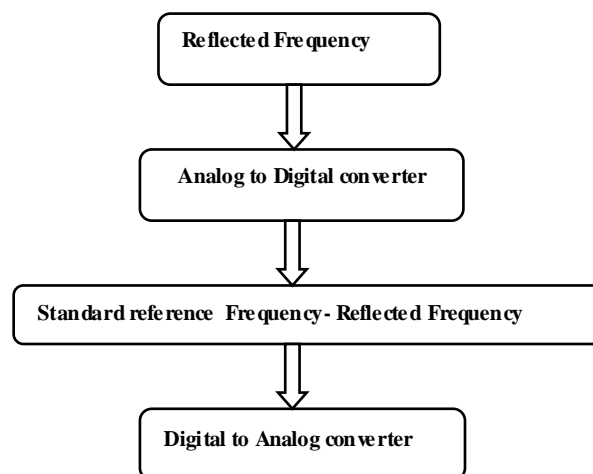 Reflected Frequency
Analog to Digital converter
Standard reference Frequency- Reflected Frequency
Digital to Analog converter